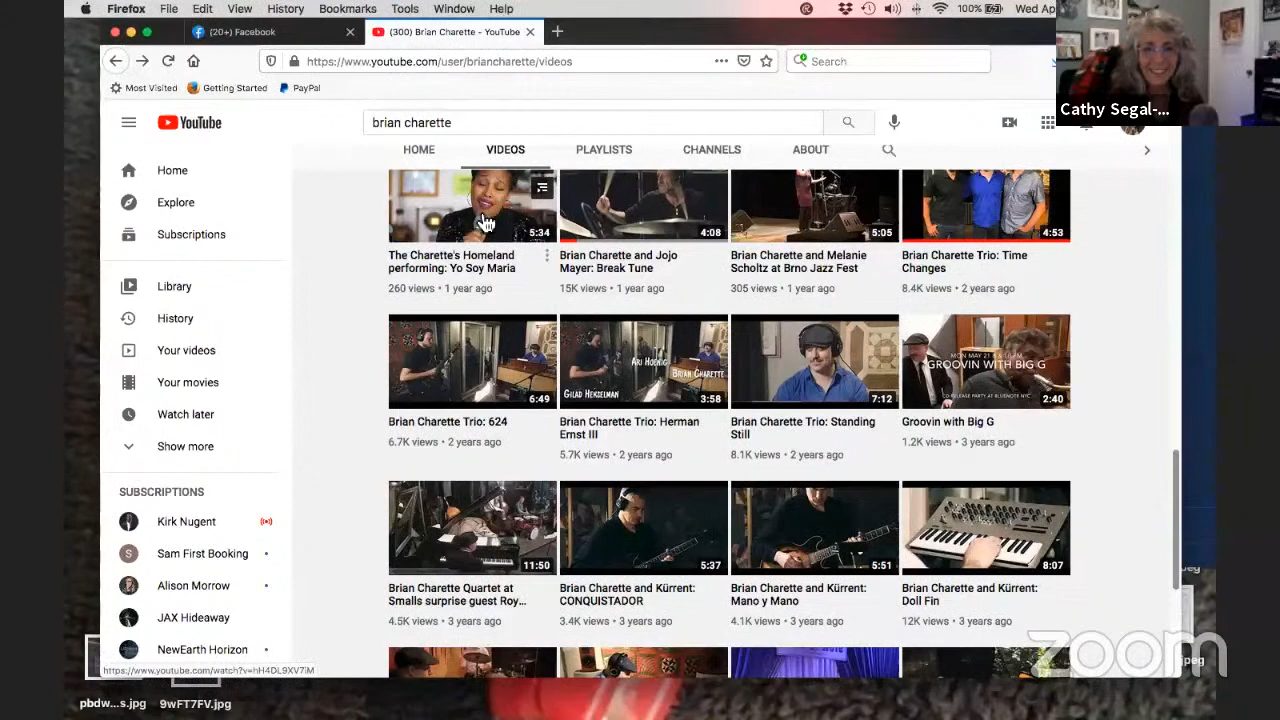 Firefox File Edit View History Bookmarks Tools Window Help 100% Wed Ap
(20+) Facebook
(300) Brian Charette - YouTube
https://www.youtube.com/user/briancharette/videos
Search
Most Visited Getting Started PayPal
Cathy Segal-...
YouTube
brian charette
HOME VIDEOS PLAYLISTS CHANNELS ABOUT
Home
Explore
Subscriptions
Library
History
Your videos
Your movies
Watch later
Show more
SUBSCRIPTIONS
Kirk Nugent
S Sam First Booking
Alison Morrow
JAX Hideaway
NewEarth Horizon
5:34
The Charette's Homeland
performing: Yo Soy Maria
260 views • 1 year ago
4:08
Brian Charette and Jojo
Mayer: Break Tune
15K views • 1 year ago
5:05
Brian Charette and Melanie
Scholtz at Brno Jazz Fest
305 views • 1 year ago
4:53
Brian Charette Trio: Time
Changes
8.4K views • 2 years ago
6:49
Brian Charette Trio: 624
6.7K views • 2 years ago
ARI HOENIG
BRIAN CHARETTE
GILAD HEKSELMAN
3:58
Brian Charette Trio: Herman
Ernst III
5.7K views • 2 years ago
7:12
Brian Charette Trio: Standing
Still
8.1K views • 2 years ago
GROOVIN WITH BIG G
2:40
Groovin with Big G
1.2K views • 3 years ago
11:50
Brian Charette Quartet at
Smalls surprise guest Roy...
4.5K views • 3 years ago
5:37
Brian Charette and Kürrent:
CONQUISTADOR
3.4K views • 3 years ago
5:51
Brian Charette and Kürrent:
Mano y Mano
4.1K views • 3 years ago
8:07
Brian Charette and Kürrent:
Doll Fin
12K views • 3 years ago
https://www.youtube.com/watch?v=hH4DL9XV7iM
zoom
pbdw...s.jpg 9wFT7FV.jpg